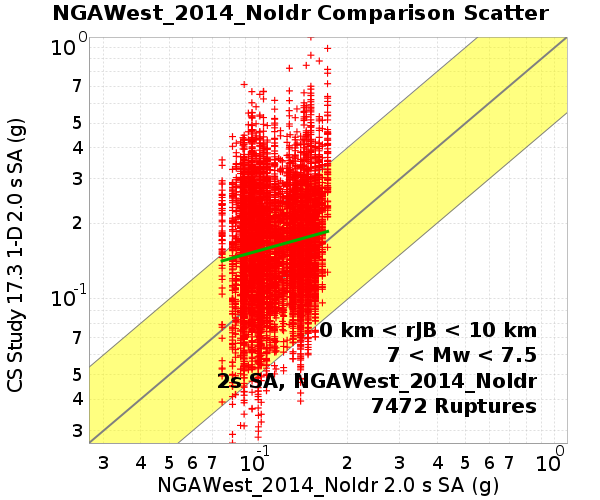 NGAWest_2014_NoIdr Comparison Scatter
CS Study 17.3 1-D 2.0 s SA (g)
10^0
7
5
4
3
2
10^-1
7
5
4
3
0 km < rJB < 10 km
7 < Mw < 7.5
2s SA, NGAWest_2014_NoIdr
7472 Ruptures
3 4 5 6 7 10^-1 2 3 4 5 6 7 10^0
NGAWest_2014_NoIdr 2.0 s SA (g)